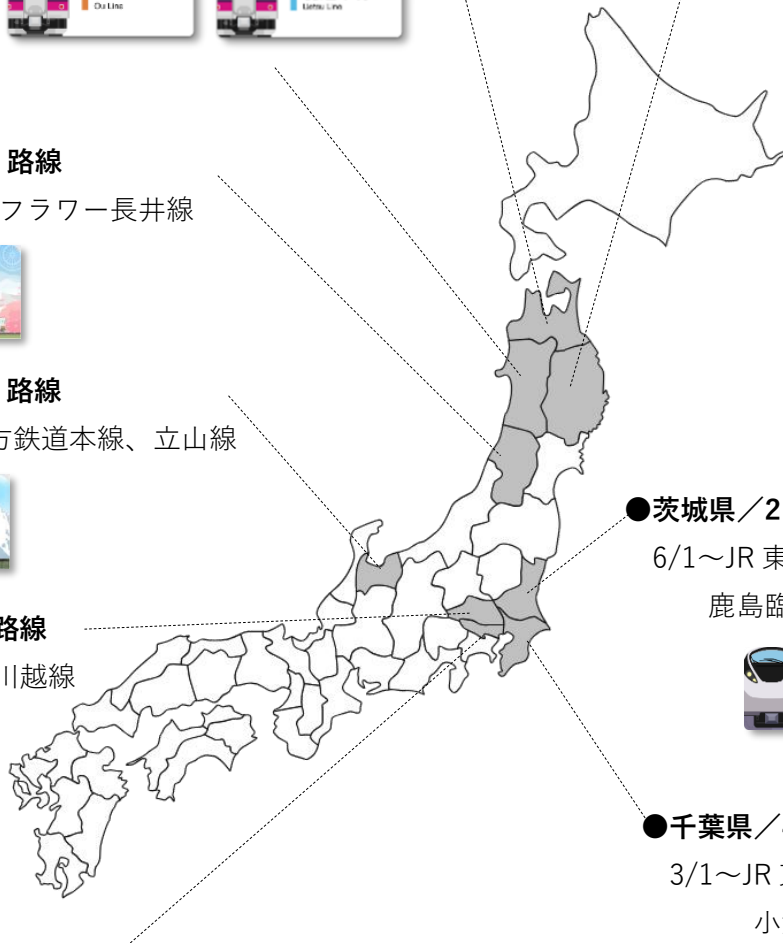 Ou Line
Uetsu Line
路線
フラワー長井線
路線
方鉄道本線、立山線
路線
川越線
●茨城県／2
6/1～JR 東
鹿島臨
●千葉県／
3/1～JR
小